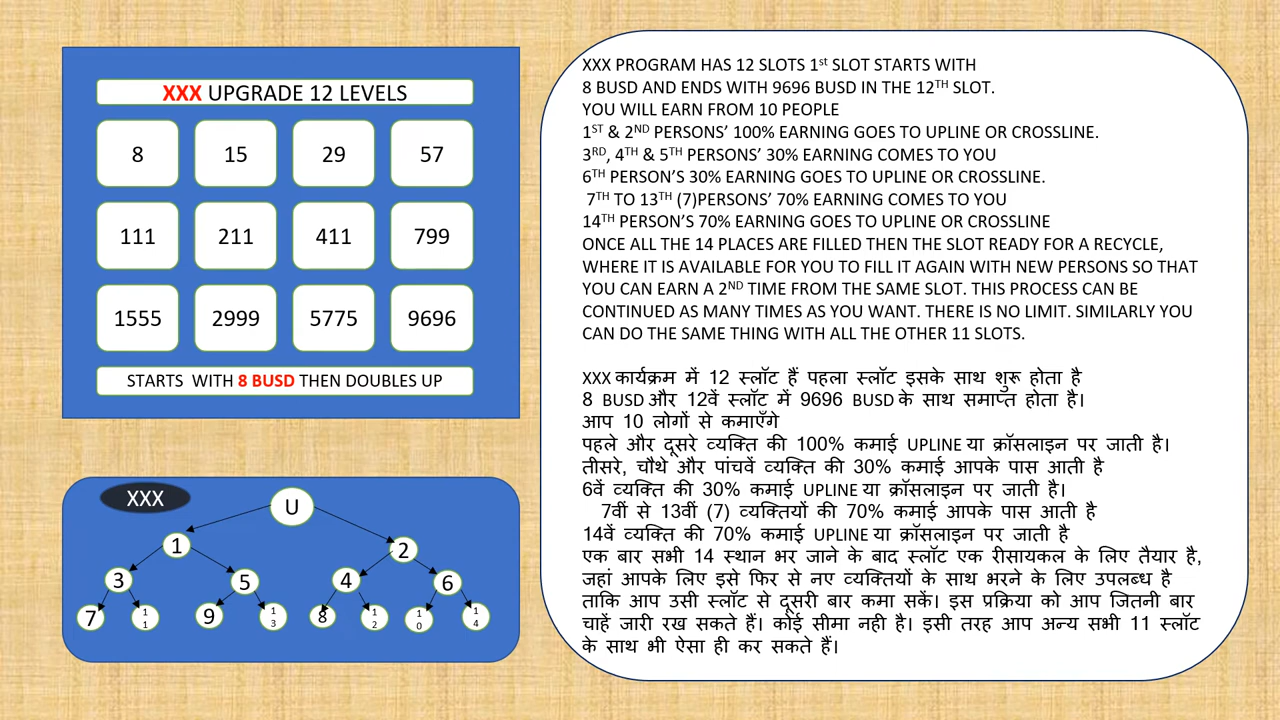 XXX UPGRADE 12 LEVELS
8 15 29 57
111 211 411 799
1555 2999 5775 9696
STARTS WITH 8 BUSD THEN DOUBLES UP
XXX
U
1 2
3 5 4 6
7 11 9 13 8 12 10 14
XXX PROGRAM HAS 12 SLOTS 1st SLOT STARTS WITH
8 BUSD AND ENDS WITH 9696 BUSD IN THE 12TH SLOT.
YOU WILL EARN FROM 10 PEOPLE
1ST & 2ND PERSONS’ 100% EARNING GOES TO UPLINE OR CROSSLINE.
3RD, 4TH & 5TH PERSONS’ 30% EARNING COMES TO YOU
6TH PERSON’S 30% EARNING GOES TO UPLINE OR CROSSLINE.
7TH TO 13TH (7)PERSONS’ 70% EARNING COMES TO YOU
14TH PERSON’S 70% EARNING GOES TO UPLINE OR CROSSLINE
ONCE ALL THE 14 PLACES ARE FILLED THEN THE SLOT READY FOR A RECYCLE,
WHERE IT IS AVAILABLE FOR YOU TO FILL IT AGAIN WITH NEW PERSONS SO THAT
YOU CAN EARN A 2ND TIME FROM THE SAME SLOT. THIS PROCESS CAN BE
CONTINUED AS MANY TIMES AS YOU WANT. THERE IS NO LIMIT. SIMILARLY YOU
CAN DO THE SAME THING WITH ALL THE OTHER 11 SLOTS.
XXX कार्यक्रम में 12 स्लॉट हैं पहला स्लॉट इसके साथ शुरू होता है
8 BUSD और 12वें स्लॉट में 9696 BUSD के साथ समाप्त होता है।
आप 10 लोगों से कमाएँगे
पहले और दूसरे व्यक्ति की 100% कमाई UPLINE या क्रॉसलाइन पर जाती है।
तीसरे, चौथे और पांचवें व्यक्ति की 30% कमाई आपके पास आती है
6वें व्यक्ति की 30% कमाई UPLINE या क्रॉसलाइन पर जाती है।
7वीं से 13वीं (7) व्यक्तियों की 70% कमाई आपके पास आती है
14वें व्यक्ति की 70% कमाई UPLINE या क्रॉसलाइन पर जाती है
एक बार सभी 14 स्थान भर जाने के बाद स्लॉट एक रीसायकल के लिए तैयार है,
जहां आपके लिए इसे फिर से नए व्यक्तियों के साथ भरने के लिए उपलब्ध है
ताकि आप उसी स्लॉट से दूसरी बार कमा सकें। इस प्रक्रिया को आप जितनी बार
चाहें जारी रख सकते हैं। कोई सीमा नही है। इसी तरह आप अन्य सभी 11 स्लॉट
के साथ भी ऐसा ही कर सकते हैं।